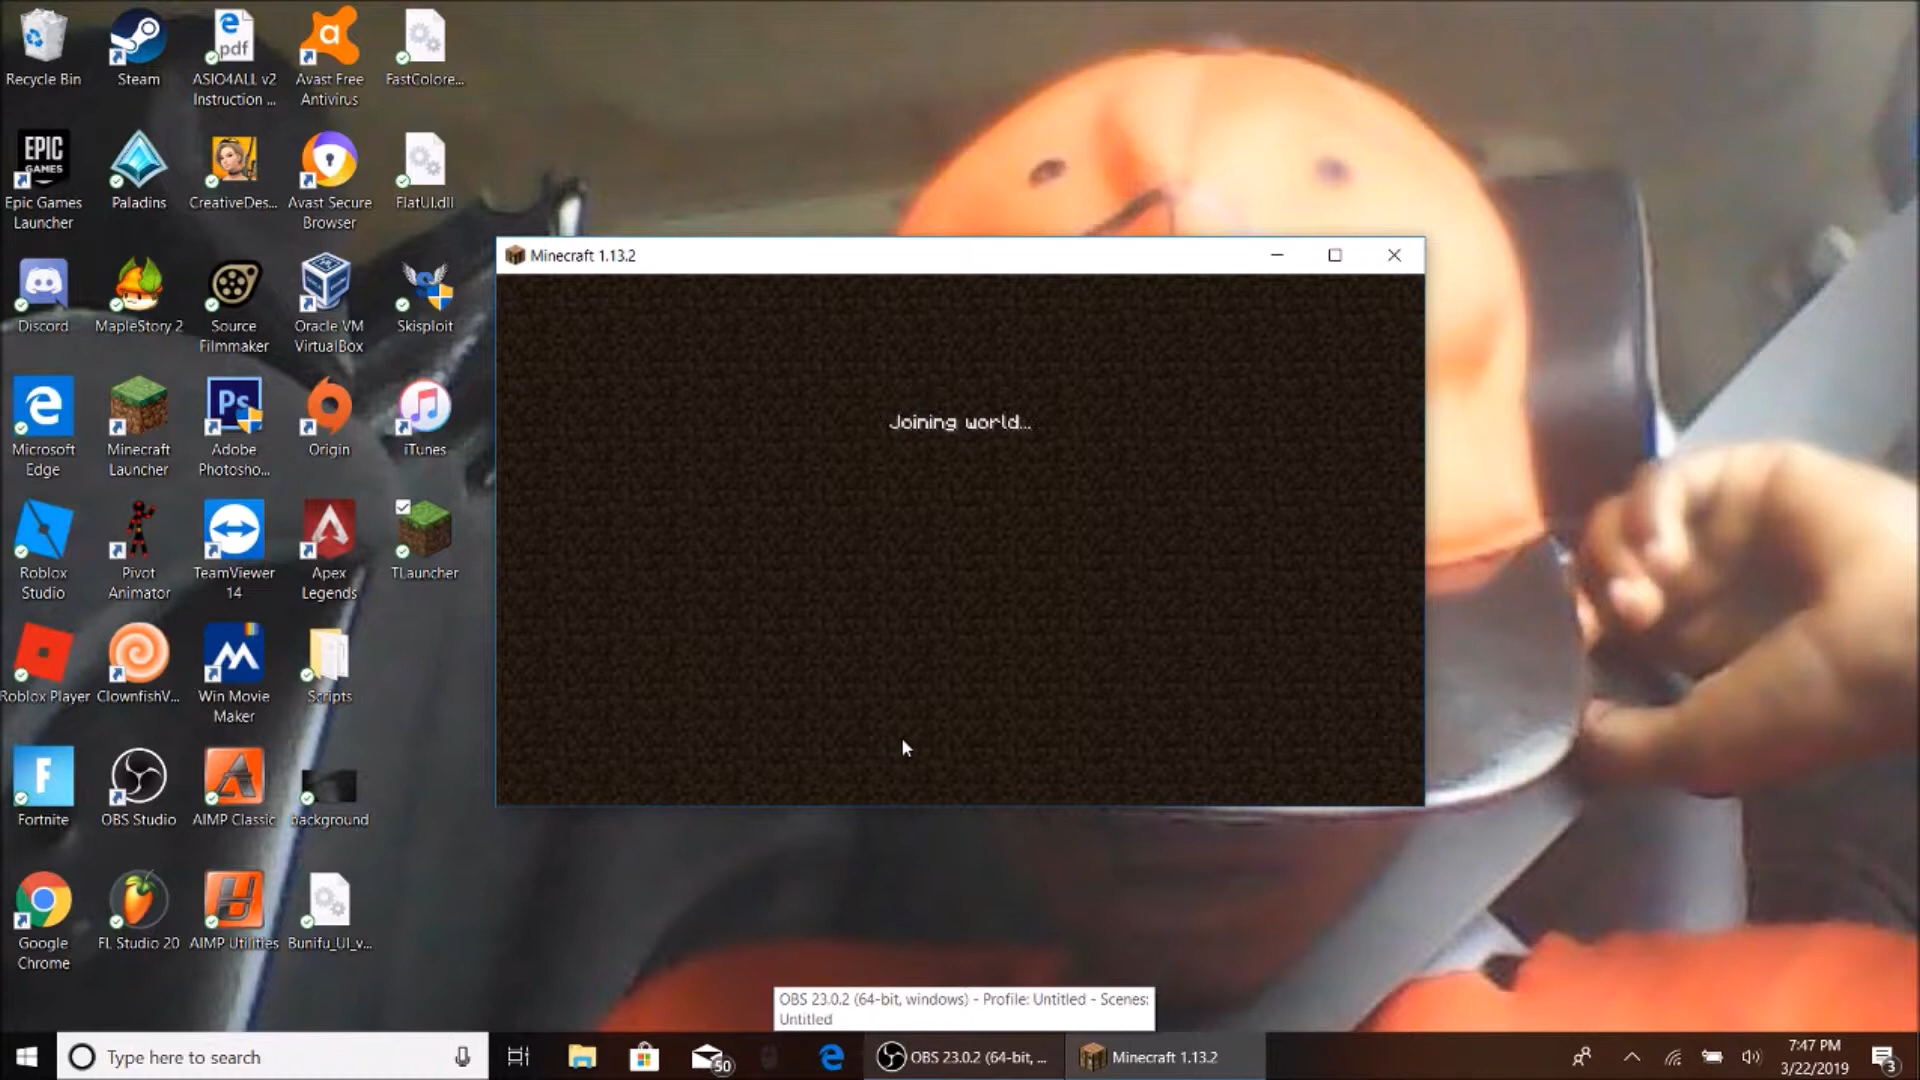 Recycle Bin
Steam
pdf
ASIO4ALL v2
Instruction ...
Avast Free
Antivirus
FastColore...
EPIC
GAMES
Epic Games
Launcher
Paladins
CreativeDes...
Avast Secure
Browser
FlatUI.dll
Discord
MapleStory 2
Source
Filmmaker
Oracle VM
VirtualBox
Skisploit
Microsoft
Edge
Minecraft
Launcher
Ps
Adobe
Photosho...
Origin
iTunes
Roblox
Studio
Pivot
Animator
TeamViewer
14
Apex
Legends
TLauncher
Roblox Player
ClownfishV...
Win Movie
Maker
Scripts
Fortnite
OBS Studio
AIMP Classic
background
Google
Chrome
FL Studio 20
AIMP Utilities
Bunifu_UI_v...
Minecraft 1.13.2
Joining world...
OBS 23.0.2 (64-bit, windows) - Profile: Untitled - Scenes:
Untitled
Type here to search
50
OBS 23.0.2 (64-bit, ...
Minecraft 1.13.2
7:47 PM
3/22/2019
3